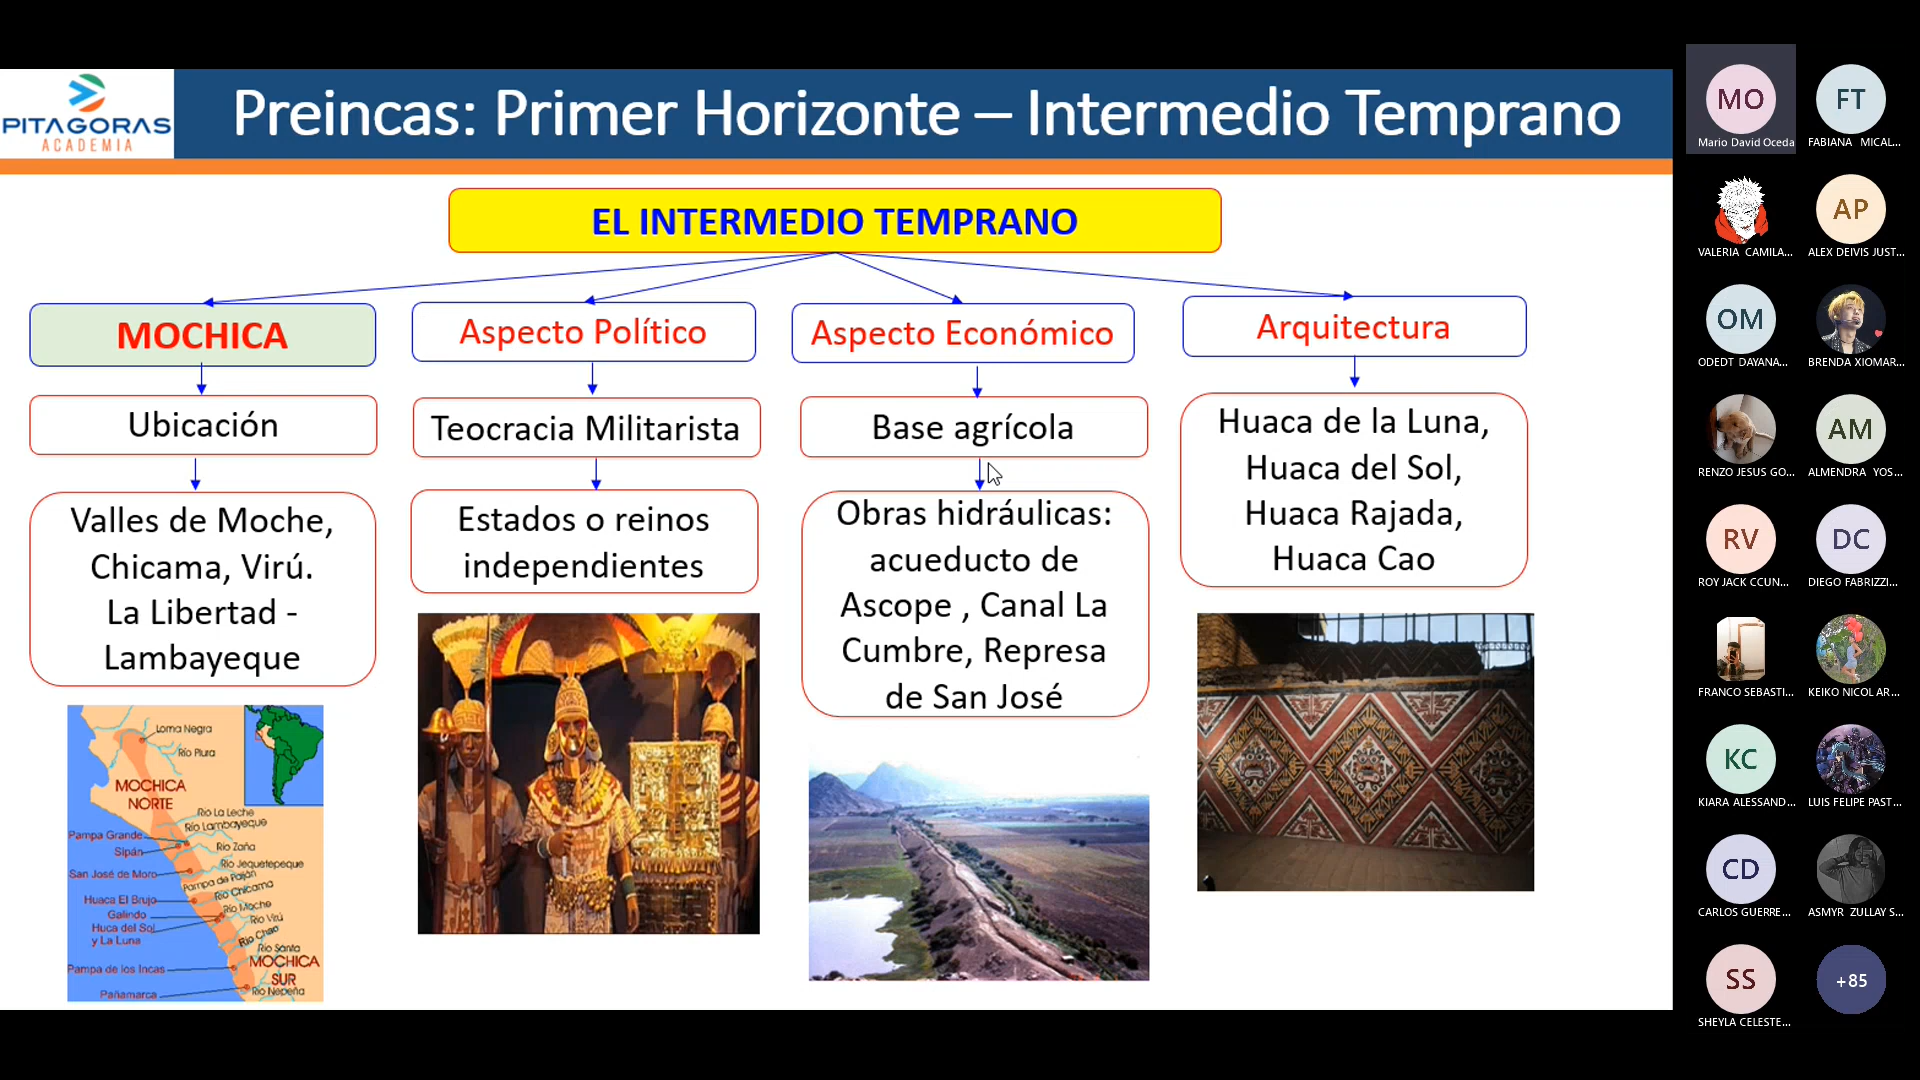 PITAGORAS
ACADEMIA
Preincas: Primer Horizonte – Intermedio Temprano
EL INTERMEDIO TEMPRANO
MOCHICA
Ubicación
Valles de Moche,
Chicama, Virú.
La Libertad -
Lambayeque
Aspecto Político
Teocracia Militarista
Estados o reinos
independientes
Aspecto Económico
Base agrícola
Obras hidráulicas:
acueducto de
Ascope , Canal La
Cumbre, Represa
de San José
Arquitectura
Huaca de la Luna,
Huaca del Sol,
Huaca Rajada,
Huaca Cao
Loma Negra
Río Piura
MOCHICA
NORTE
Río La Leche
Río Lambayeque
Pampa Grande
Río Zaña
Sipán
Río Jequetepeque
San José de Moro
Pampa de Paiján
Río Chicama
Huaca El Brujo
Río Moche
Galindo
Río Virú
Huca del Sol
y La Luna
Río Chao
Río Santa
MOCHICA
SUR
Pampa de los Incas
Río Nepeña
Pañamarca
MO
Mario David Oceda
FT
FABIANA MICAL...
VALERIA CAMILA...
AP
ALEX DEIVIS JUST...
OM
ODEDT DAYANA...
BRENDA XIOMAR...
RENZO JESUS GO...
AM
ALMENDRA YOS...
RV
ROY JACK CCUN...
DC
DIEGO FABRIZZI...
FRANCO SEBASTI...
KEIKO NICOL AR...
KC
KIARA ALESSAND...
LUIS FELIPE PAST...
CD
CARLOS GUERRE...
ASMYR ZULLAY S...
SS
SHEYLA CELESTE...
+85